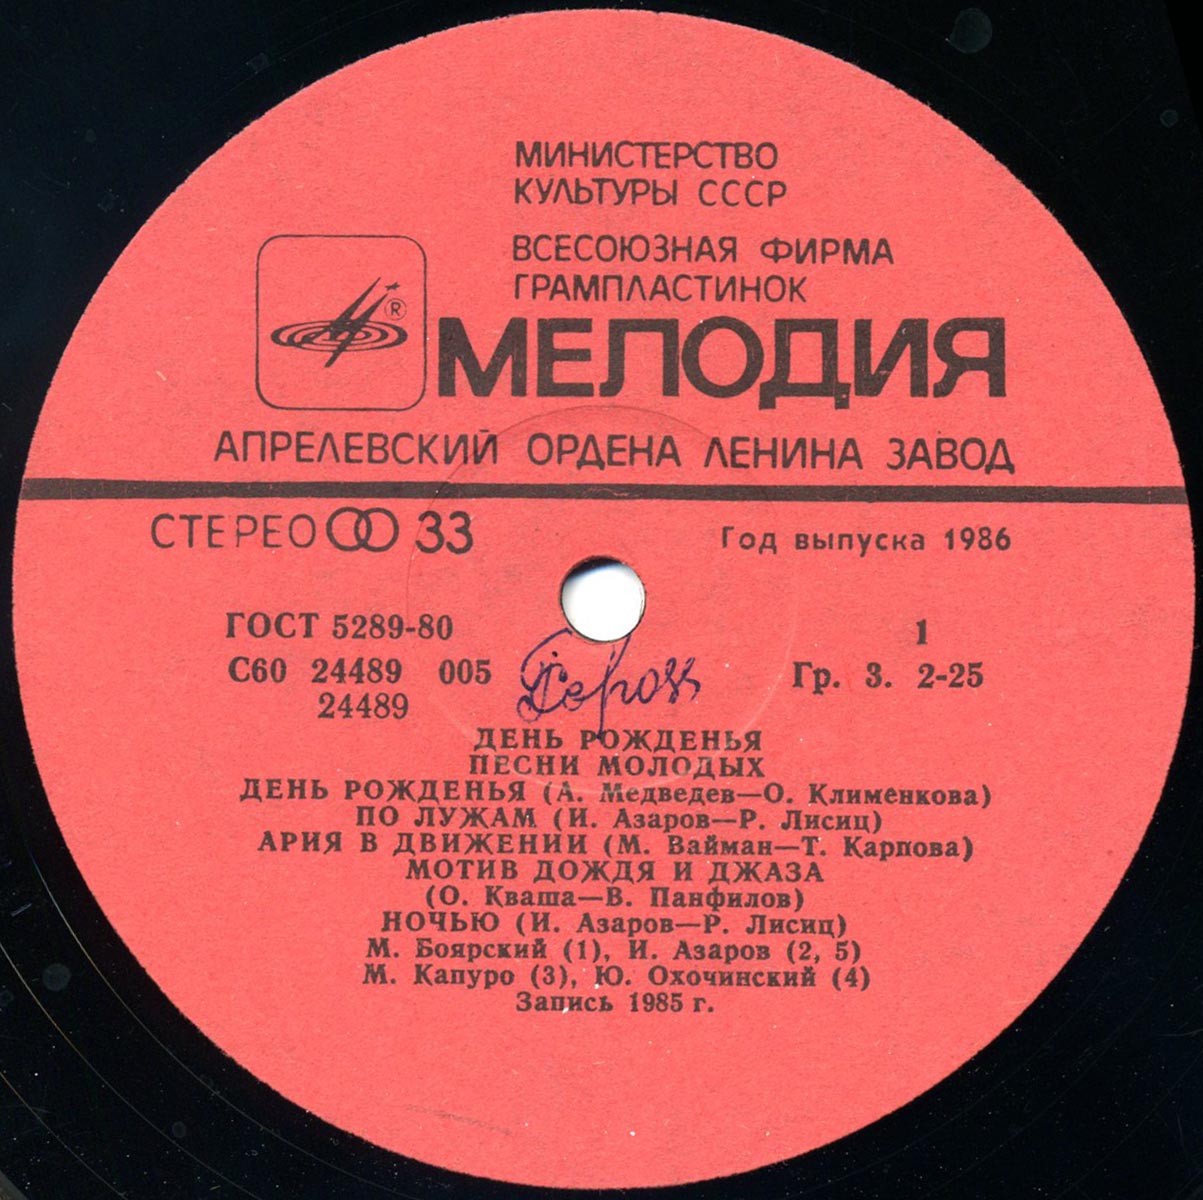 МИНИСТЕРСТВО
КУЛЬТУРЫ СССР
ВСЕСОЮЗНАЯ ФИРМА
ГРАМПЛАСТИНОК
®
МЕЛОДИЯ
АПРЕЛЕВСКИЙ ОРДЕНА ЛЕНИНА ЗАВОД
СТЕРЕО 33 Год выпуска 1986
ГОСТ 5289-80 1
С60 24489 005 Гр. 3. 2-25
24489
ДЕНЬ РОЖДЕНЬЯ
ПЕСНИ МОЛОДЫХ
ДЕНЬ РОЖДЕНЬЯ (А. Медведев—О. Клименкова)
ПО ЛУЖАМ (И. Азаров—Р. Лисиц)
АРИЯ В ДВИЖЕНИИ (М. Вайман—Т. Карпова)
МОТИВ ДОЖДЯ И ДЖАЗА
(О. Кваша—В. Панфилов)
НОЧЬЮ (И. Азаров—Р. Лисиц)
М. Боярский (1), И. Азаров (2, 5)
М. Капуро (3), Ю. Охочинский (4)
Запись 1985 г.